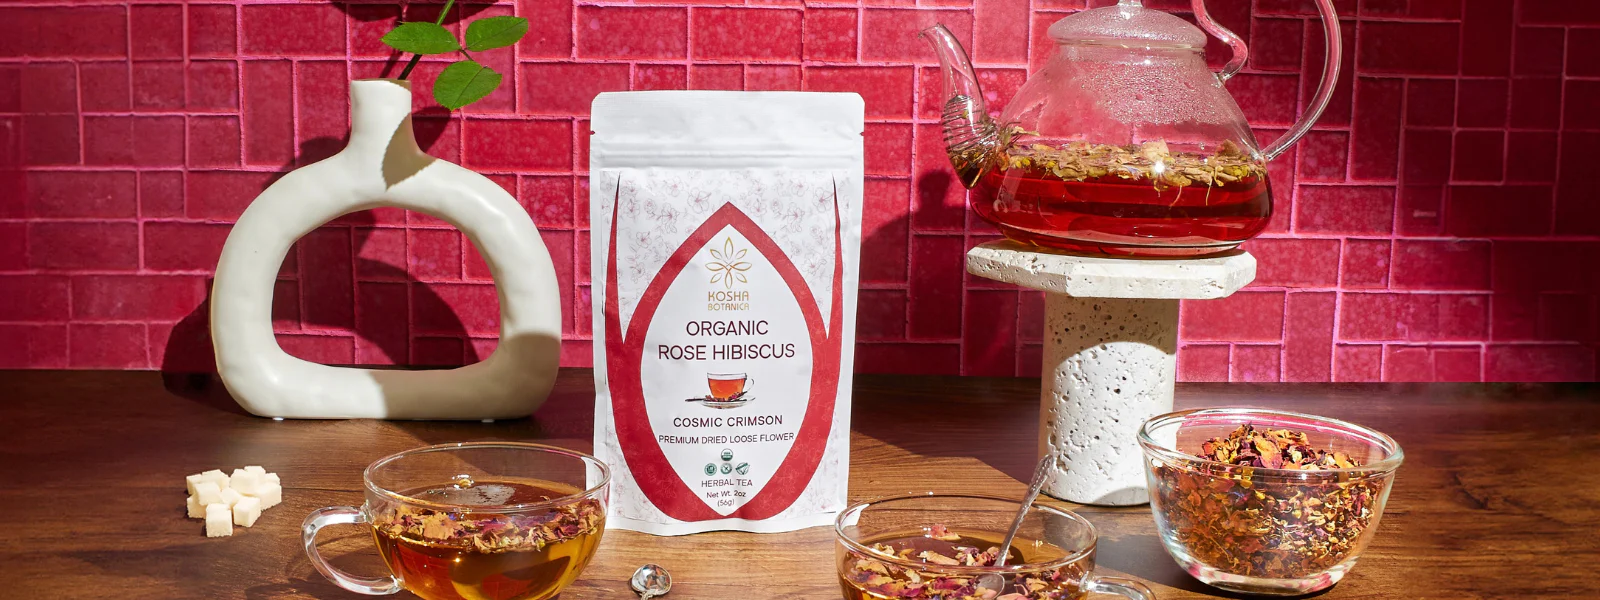 KOSHA
BOTANICA
ORGANIC
ROSE HIBISCUS
COSMIC CRIMSON
PREMIUM DRIED LOOSE FLOWER
HERBAL TEA
Net Wt. 2oz
(56g)